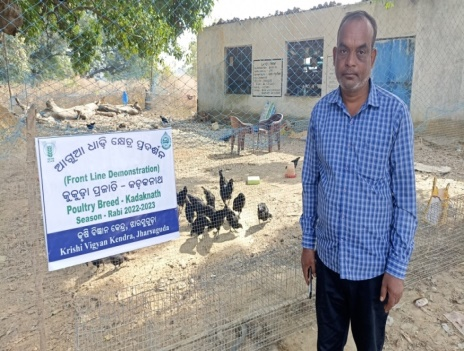 ଆଗୁଆ ଧାଡ଼ି କ୍ଷେତ୍ର ପ୍ରଦର୍ଶନ
(Front Line Demonstration)
କୁକୁଡ଼ା ପ୍ରଜାତି - କଡ଼କନାଥ
Poultry Breed - Kadaknath
Season - Rabi 2022-2023
କୃଷି ବିଜ୍ଞାନ କେନ୍ଦ୍ର, ଝାରସୁଗୁଡ଼ା
Krishi Vigyan Kendra, Jharsuguda